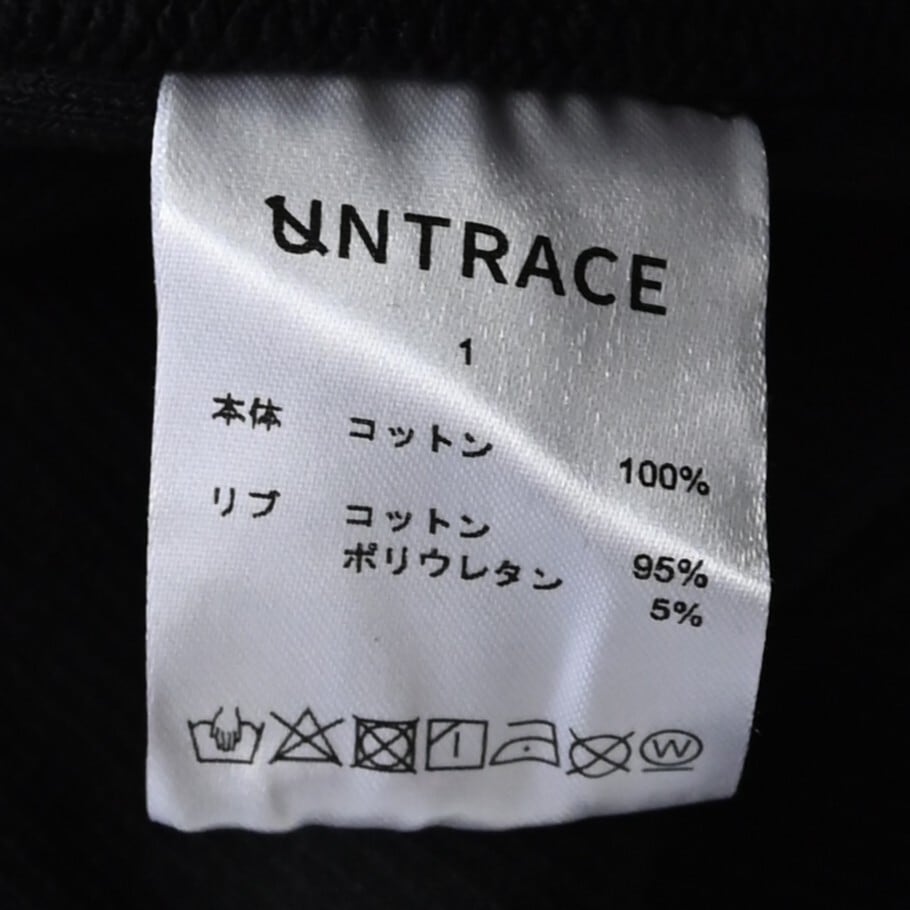 UNTRACE
1
本体 コットン 100%
リブ コットン 95%
ポリウレタン 5%
W